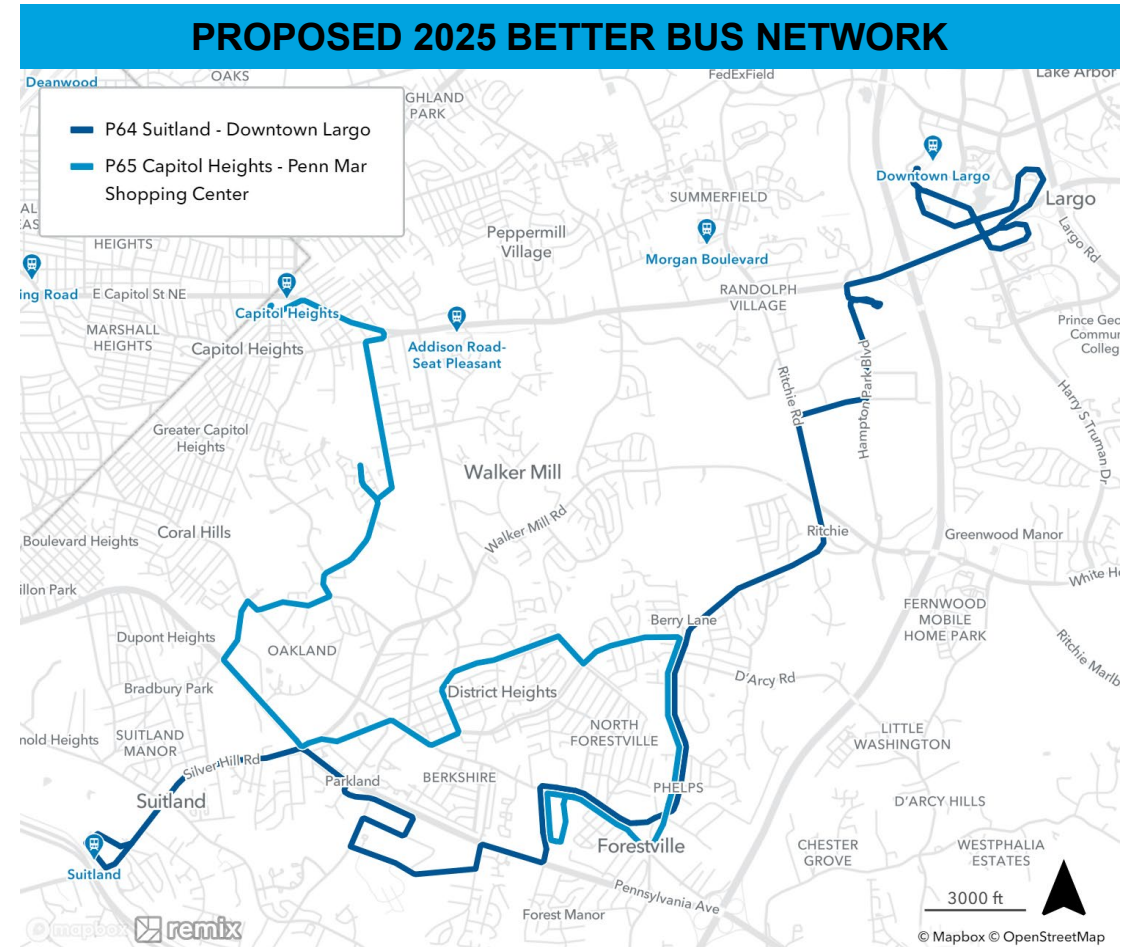 PROPOSED 2025 BETTER BUS NETWORK
Deanwood
OAKS
FedExField
Lake Arbor
P64 Suitland - Downtown Largo
P65 Capitol Heights - Penn Mar
Shopping Center
GHLAND
PARK
Downtown Largo
Largo
SUMMERFIELD
AL
EAS
HEIGHTS
Peppermill
Village
Largo Rd
Morgan Boulevard
ing Road
E Capitol St NE
Capitol Heights
RANDOLPH
VILLAGE
MARSHALL
HEIGHTS
Capitol Heights
Addison Road-
Seat Pleasant
Prince Geo
Commun
Colleg
Ritchie Rd
Hampton Park Blvd
Harry S Truman Dr
Greater Capitol
Heights
Walker Mill
Walker Mill Rd
Boulevard Heights
Coral Hills
Ritchie
Greenwood Manor
White Ho
illon Park
FERNWOOD
MOBILE
HOME PARK
Dupont Heights
OAKLAND
Berry Lane
Ritchie Marlb
D'Arcy Rd
Bradbury Park
District Heights
nold Heights
SUITLAND
MANOR
NORTH
FORESTVILLE
LITTLE
WASHINGTON
Silver Hill Rd
Parkland
BERKSHIRE
PHELPS
Suitland
D'ARCY HILLS
Forestville
CHESTER
GROVE
WESTPHALIA
ESTATES
Suitland
Pennsylvania Ave
3000 ft
Forest Manor
mapbox
remix
© Mapbox © OpenStreetMap